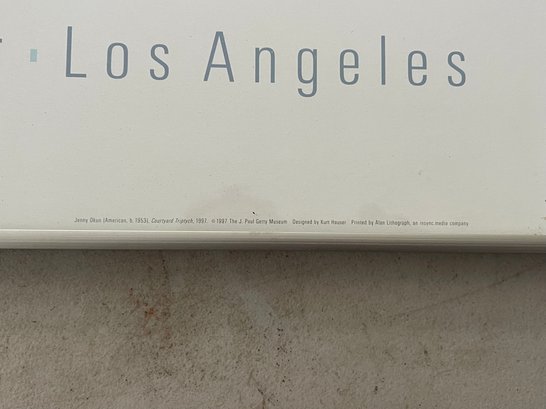 · Los Angeles
Jenny Okun (American, b. 1953), Courtyard Triptych, 1997. © 1997 The J. Paul Getty Museum Designed by Kurt Hauser Printed by Alan Lithograph, an insync.media company